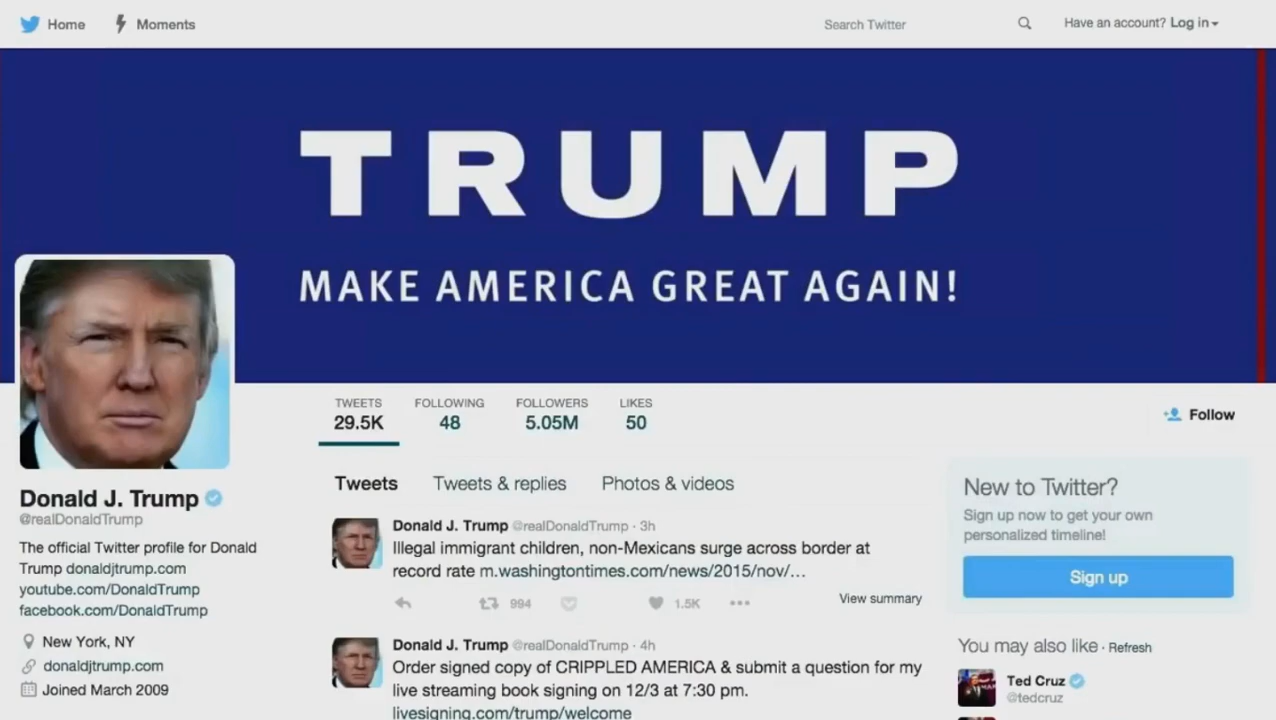 Home Moments Search Twitter Have an account? Log in
TRUMP
MAKE AMERICA GREAT AGAIN!
TWEETS FOLLOWING FOLLOWERS LIKES
29.5K 48 5.05M 50
Follow
Donald J. Trump
@realDonaldTrump
The official Twitter profile for Donald
Trump donaldjtrump.com
youtube.com/DonaldTrump
facebook.com/DonaldTrump
New York, NY
donaldjtrump.com
Joined March 2009
Tweets Tweets & replies Photos & videos
Donald J. Trump @realDonaldTrump · 3h
Illegal immigrant children, non-Mexicans surge across border at
record rate m.washingtontimes.com/news/2015/nov/...
994 1.5K View summary
Donald J. Trump @realDonaldTrump · 4h
Order signed copy of CRIPPLED AMERICA & submit a question for my
live streaming book signing on 12/3 at 7:30 pm.
livesigning.com/trump/welcome
New to Twitter?
Sign up now to get your own
personalized timeline!
Sign up
You may also like · Refresh
Ted Cruz
@tedcruz